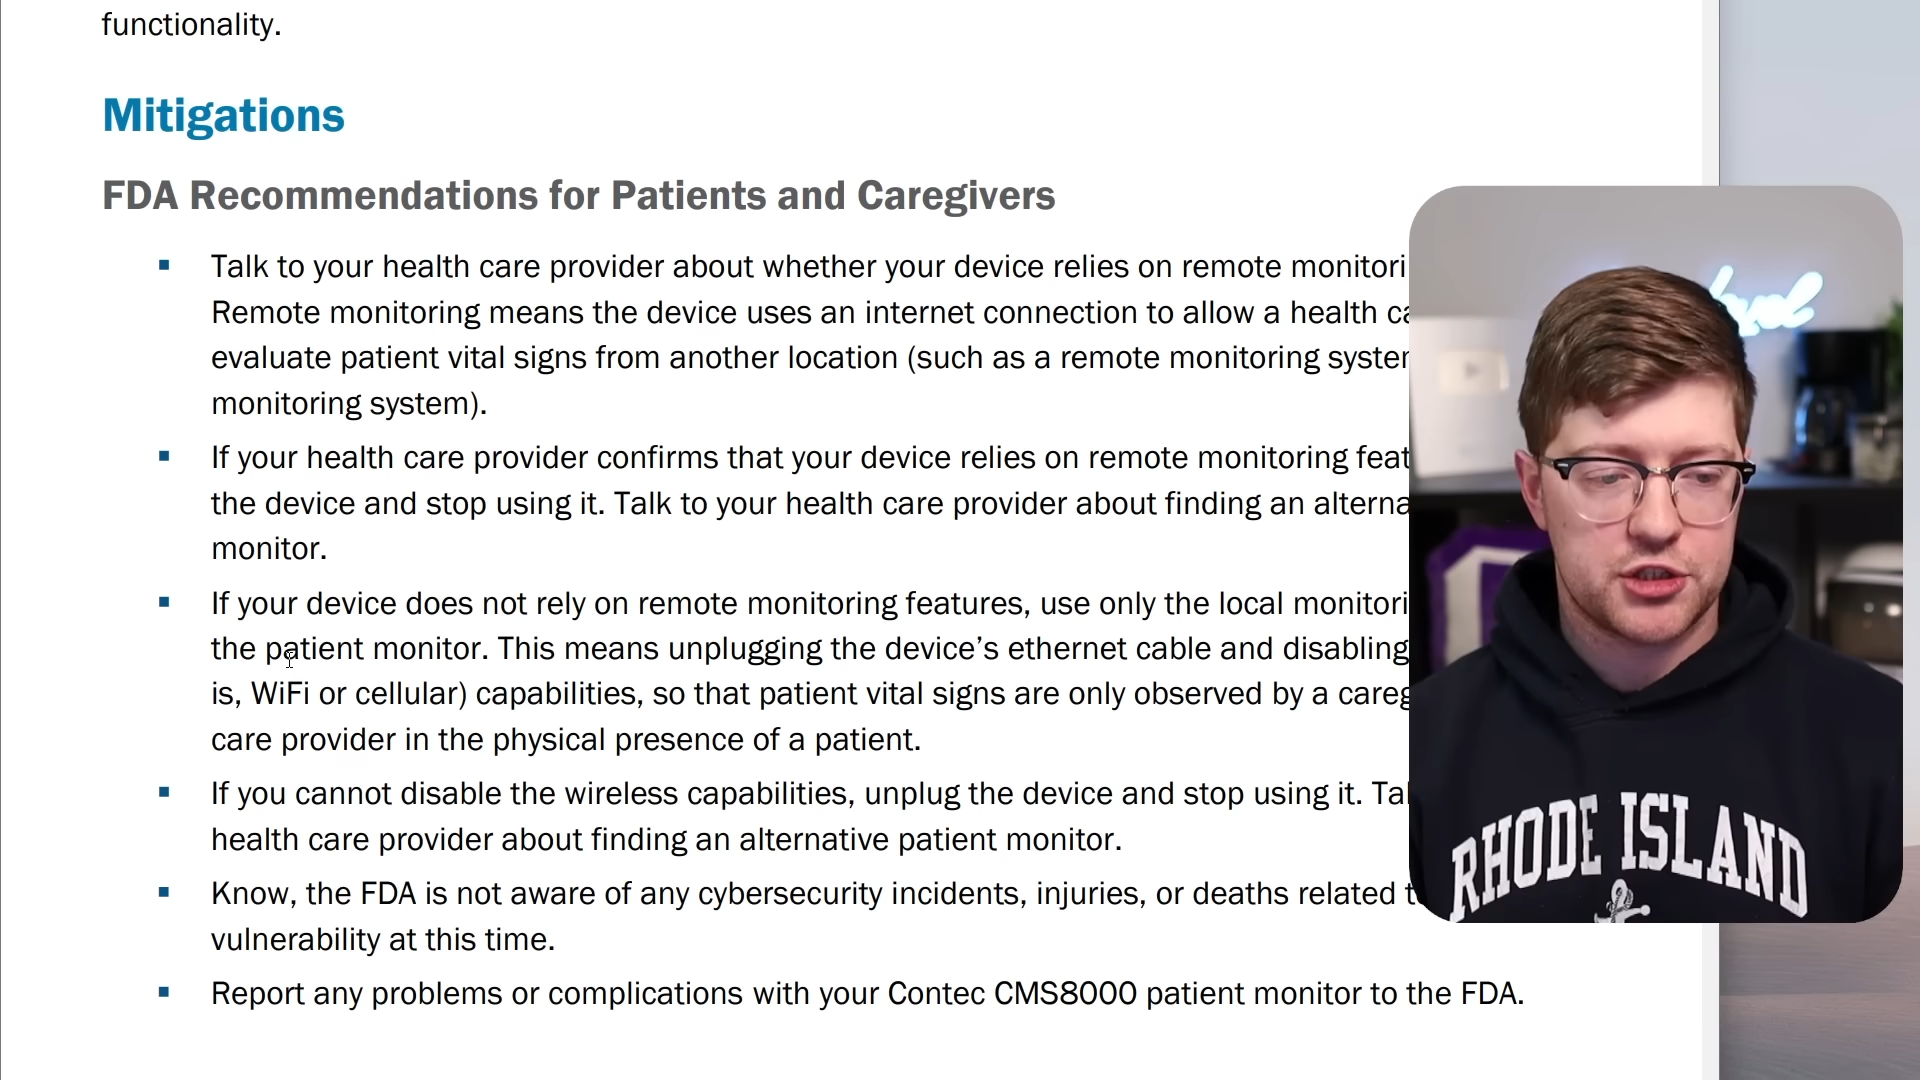 functionality.
Mitigations
FDA Recommendations for Patients and Caregivers
Talk to your health care provider about whether your device relies on remote monitori
Remote monitoring means the device uses an internet connection to allow a health ca
evaluate patient vital signs from another location (such as a remote monitoring system
monitoring system).
If your health care provider confirms that your device relies on remote monitoring feat
the device and stop using it. Talk to your health care provider about finding an alterna
monitor.
If your device does not rely on remote monitoring features, use only the local monitori
the patient monitor. This means unplugging the device’s ethernet cable and disabling
is, WiFi or cellular) capabilities, so that patient vital signs are only observed by a careg
care provider in the physical presence of a patient.
If you cannot disable the wireless capabilities, unplug the device and stop using it. Tal
health care provider about finding an alternative patient monitor.
Know, the FDA is not aware of any cybersecurity incidents, injuries, or deaths related t
vulnerability at this time.
Report any problems or complications with your Contec CMS8000 patient monitor to the FDA.
RHODE ISLAND